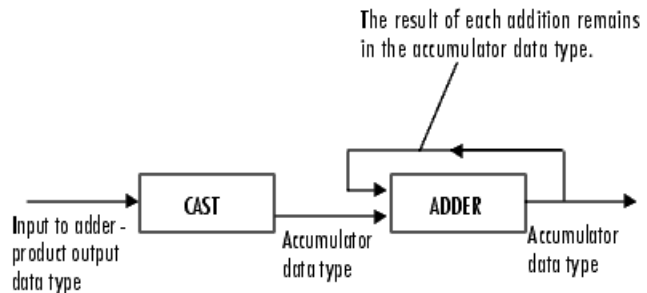 The result of each addition remains
in the accumulator data type.
CAST
ADDER
Input to adder -
product output
data type
Accumulator
data type
Accumulator
data type